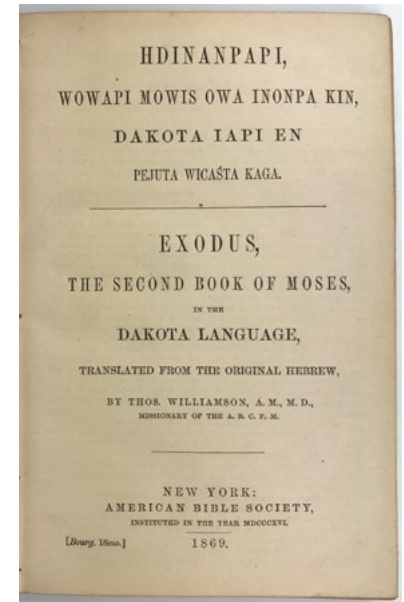 HDINANPAPI,
WOWAPI MOWIS OWA INONPA KIN,
DAKOTA IAPI EN
PEJUTA WICAŚTA KAGA.
EXODUS,
THE SECOND BOOK OF MOSES,
IN THE
DAKOTA LANGUAGE,
TRANSLATED FROM THE ORIGINAL HEBREW,
BY THOS. WILLIAMSON, A. M., M. D.,
MISSIONARY OF THE A. B. C. F. M.
NEW YORK:
AMERICAN BIBLE SOCIETY,
INSTITUTED IN THE YEAR MDCCCXVI.
[Bourg. 18mo.] 1869.